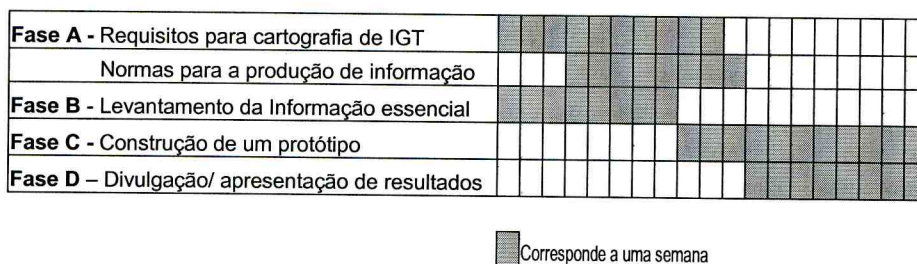 Fase A - Requisitos para cartografia de IGT
Normas para a produção de informação
Fase B - Levantamento da Informação essencial
Fase C - Construção de um protótipo
Fase D – Divulgação/ apresentação de resultados
Corresponde a uma semana